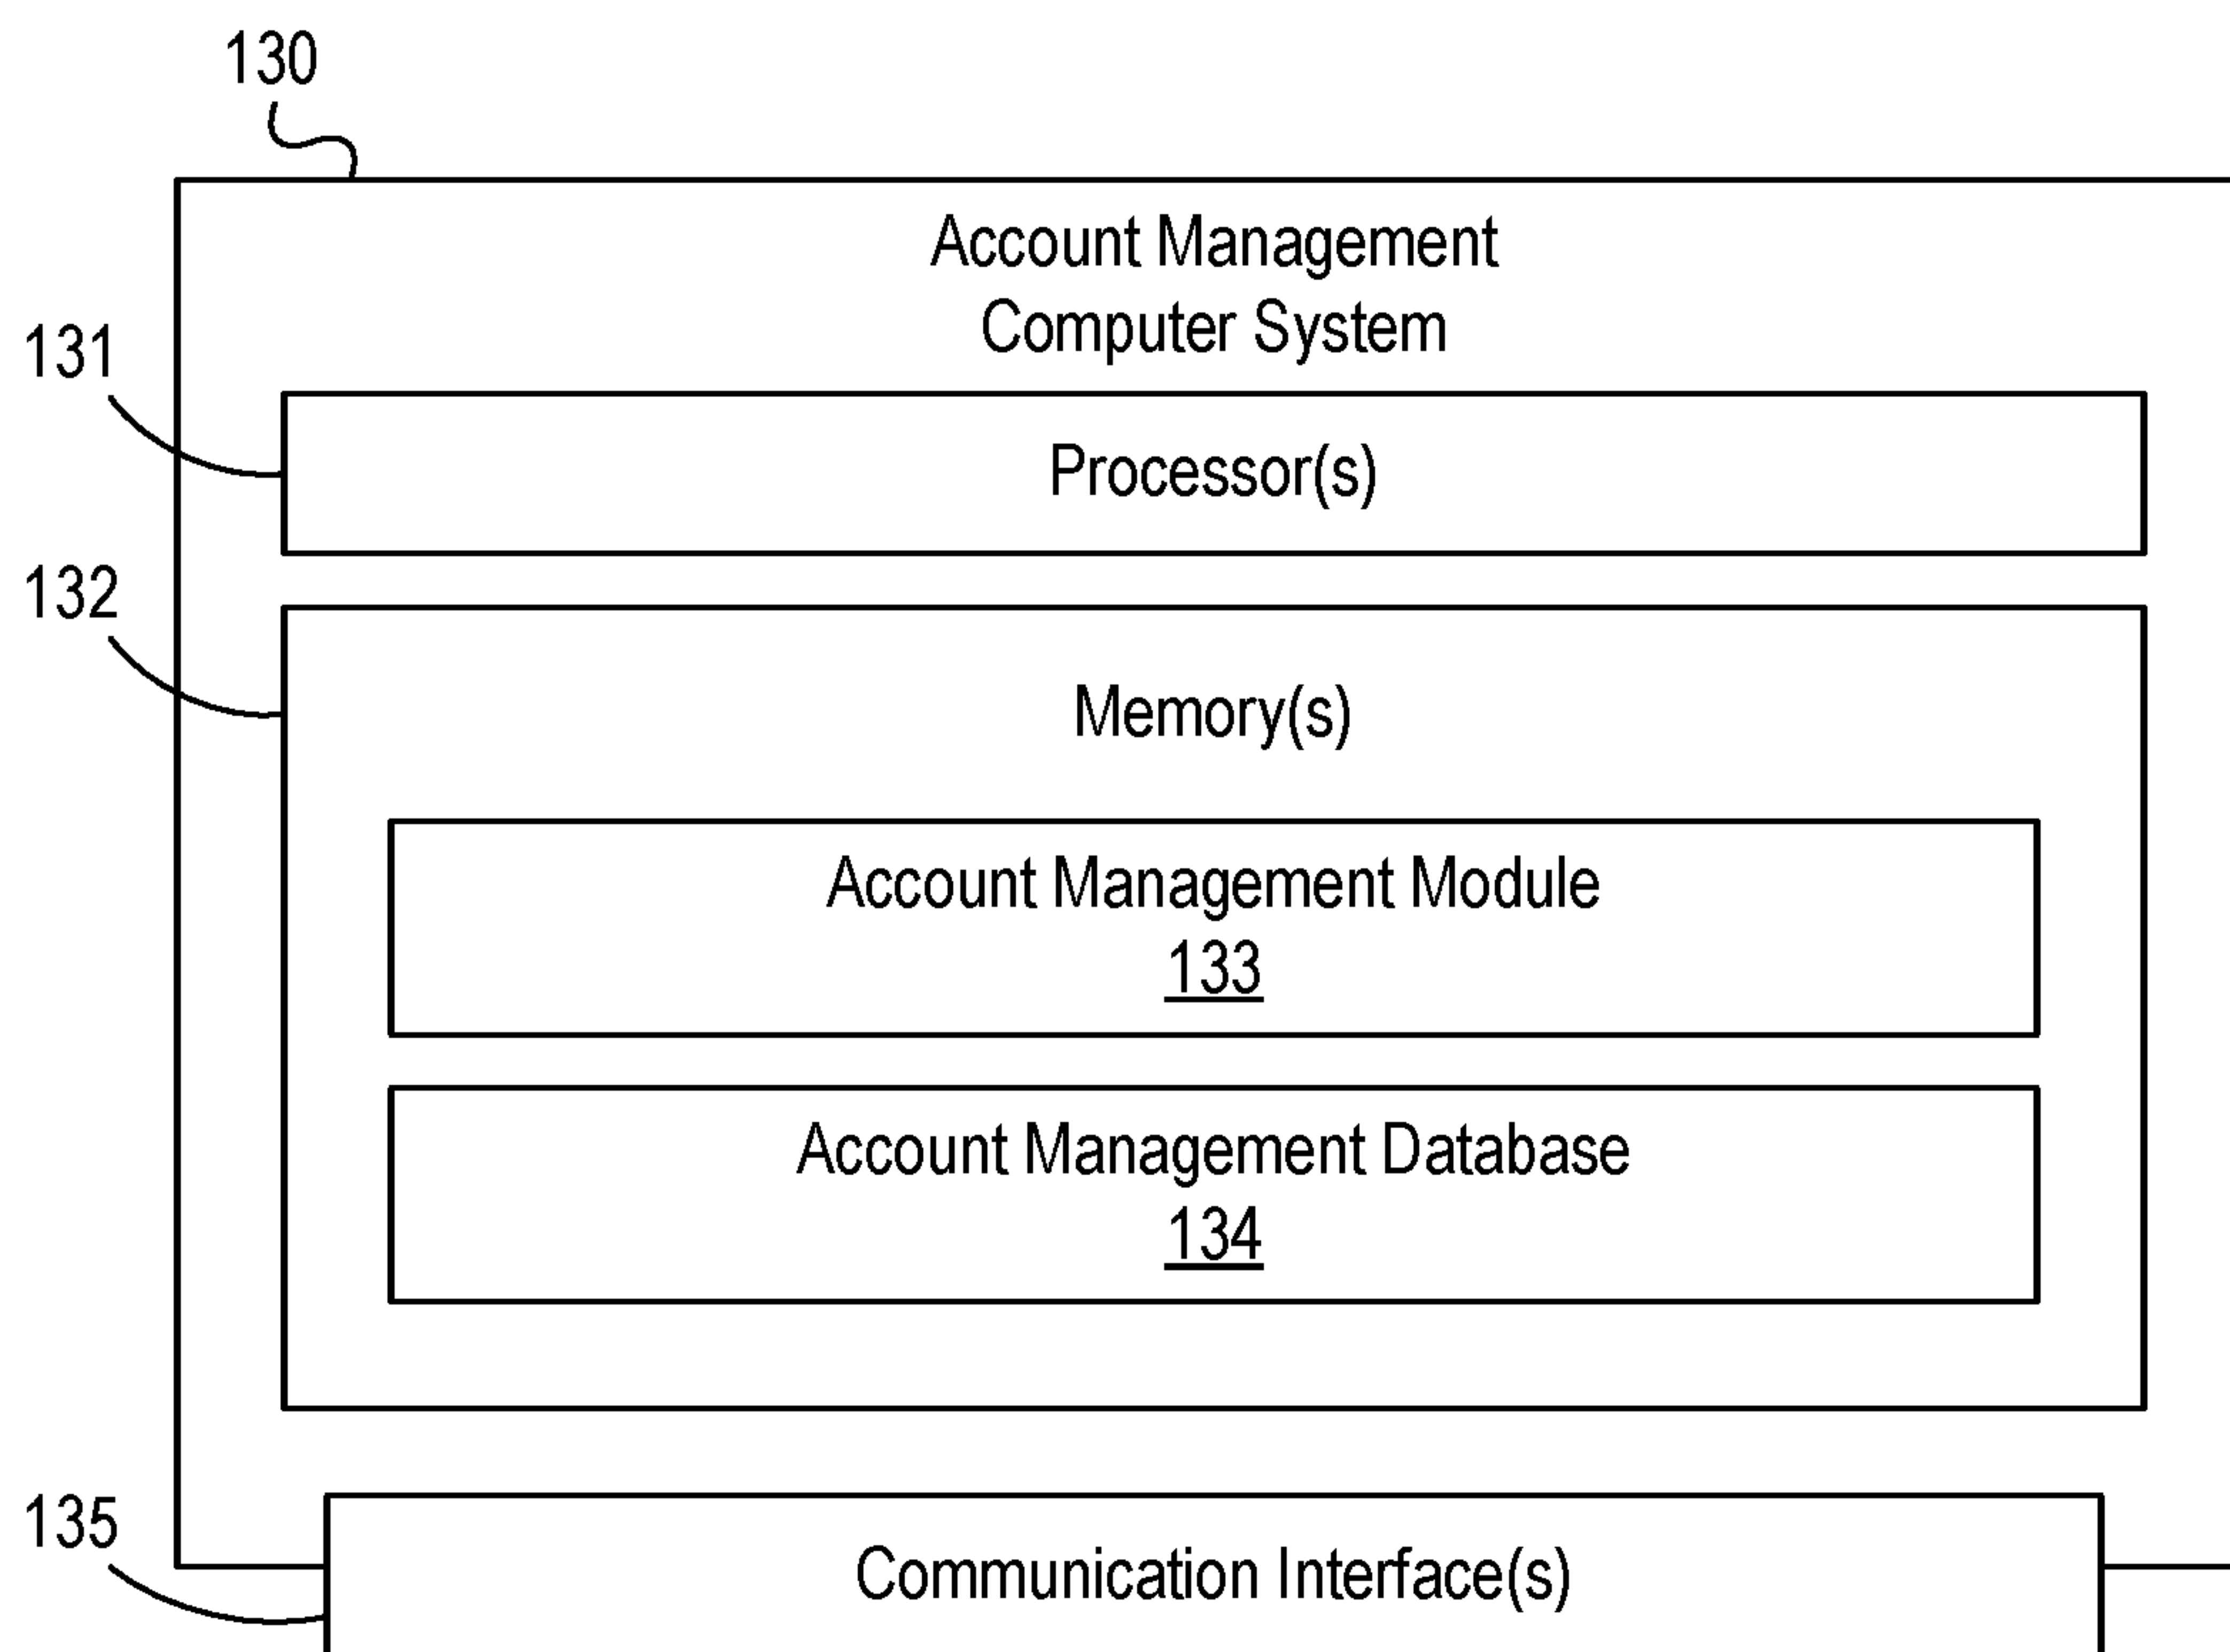 130
Account Management
Computer System
131
Processor(s)
132
Memory(s)
Account Management Module
133
Account Management Database
134
135
Communication Interface(s)